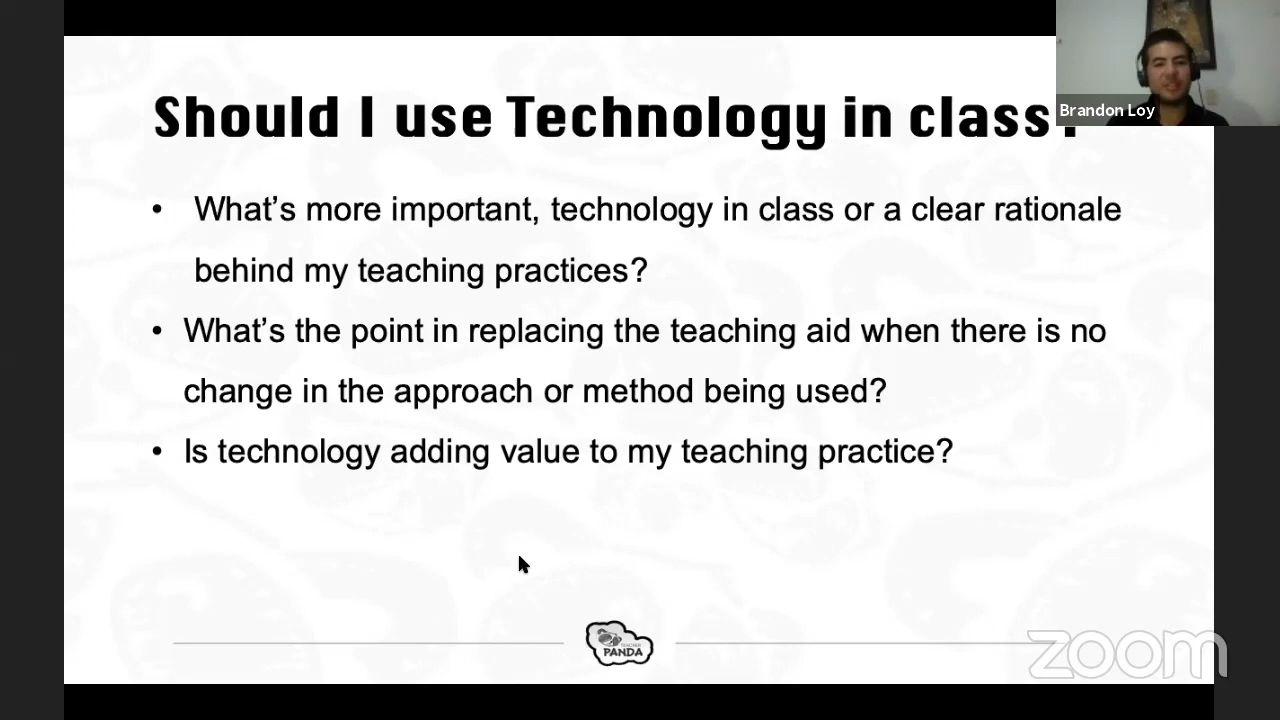 Should I use Technology in class?
Brandon Loy
• What’s more important, technology in class or a clear rationale
behind my teaching practices?
• What’s the point in replacing the teaching aid when there is no
change in the approach or method being used?
• Is technology adding value to my teaching practice?
TEACHER
PANDA
zoom